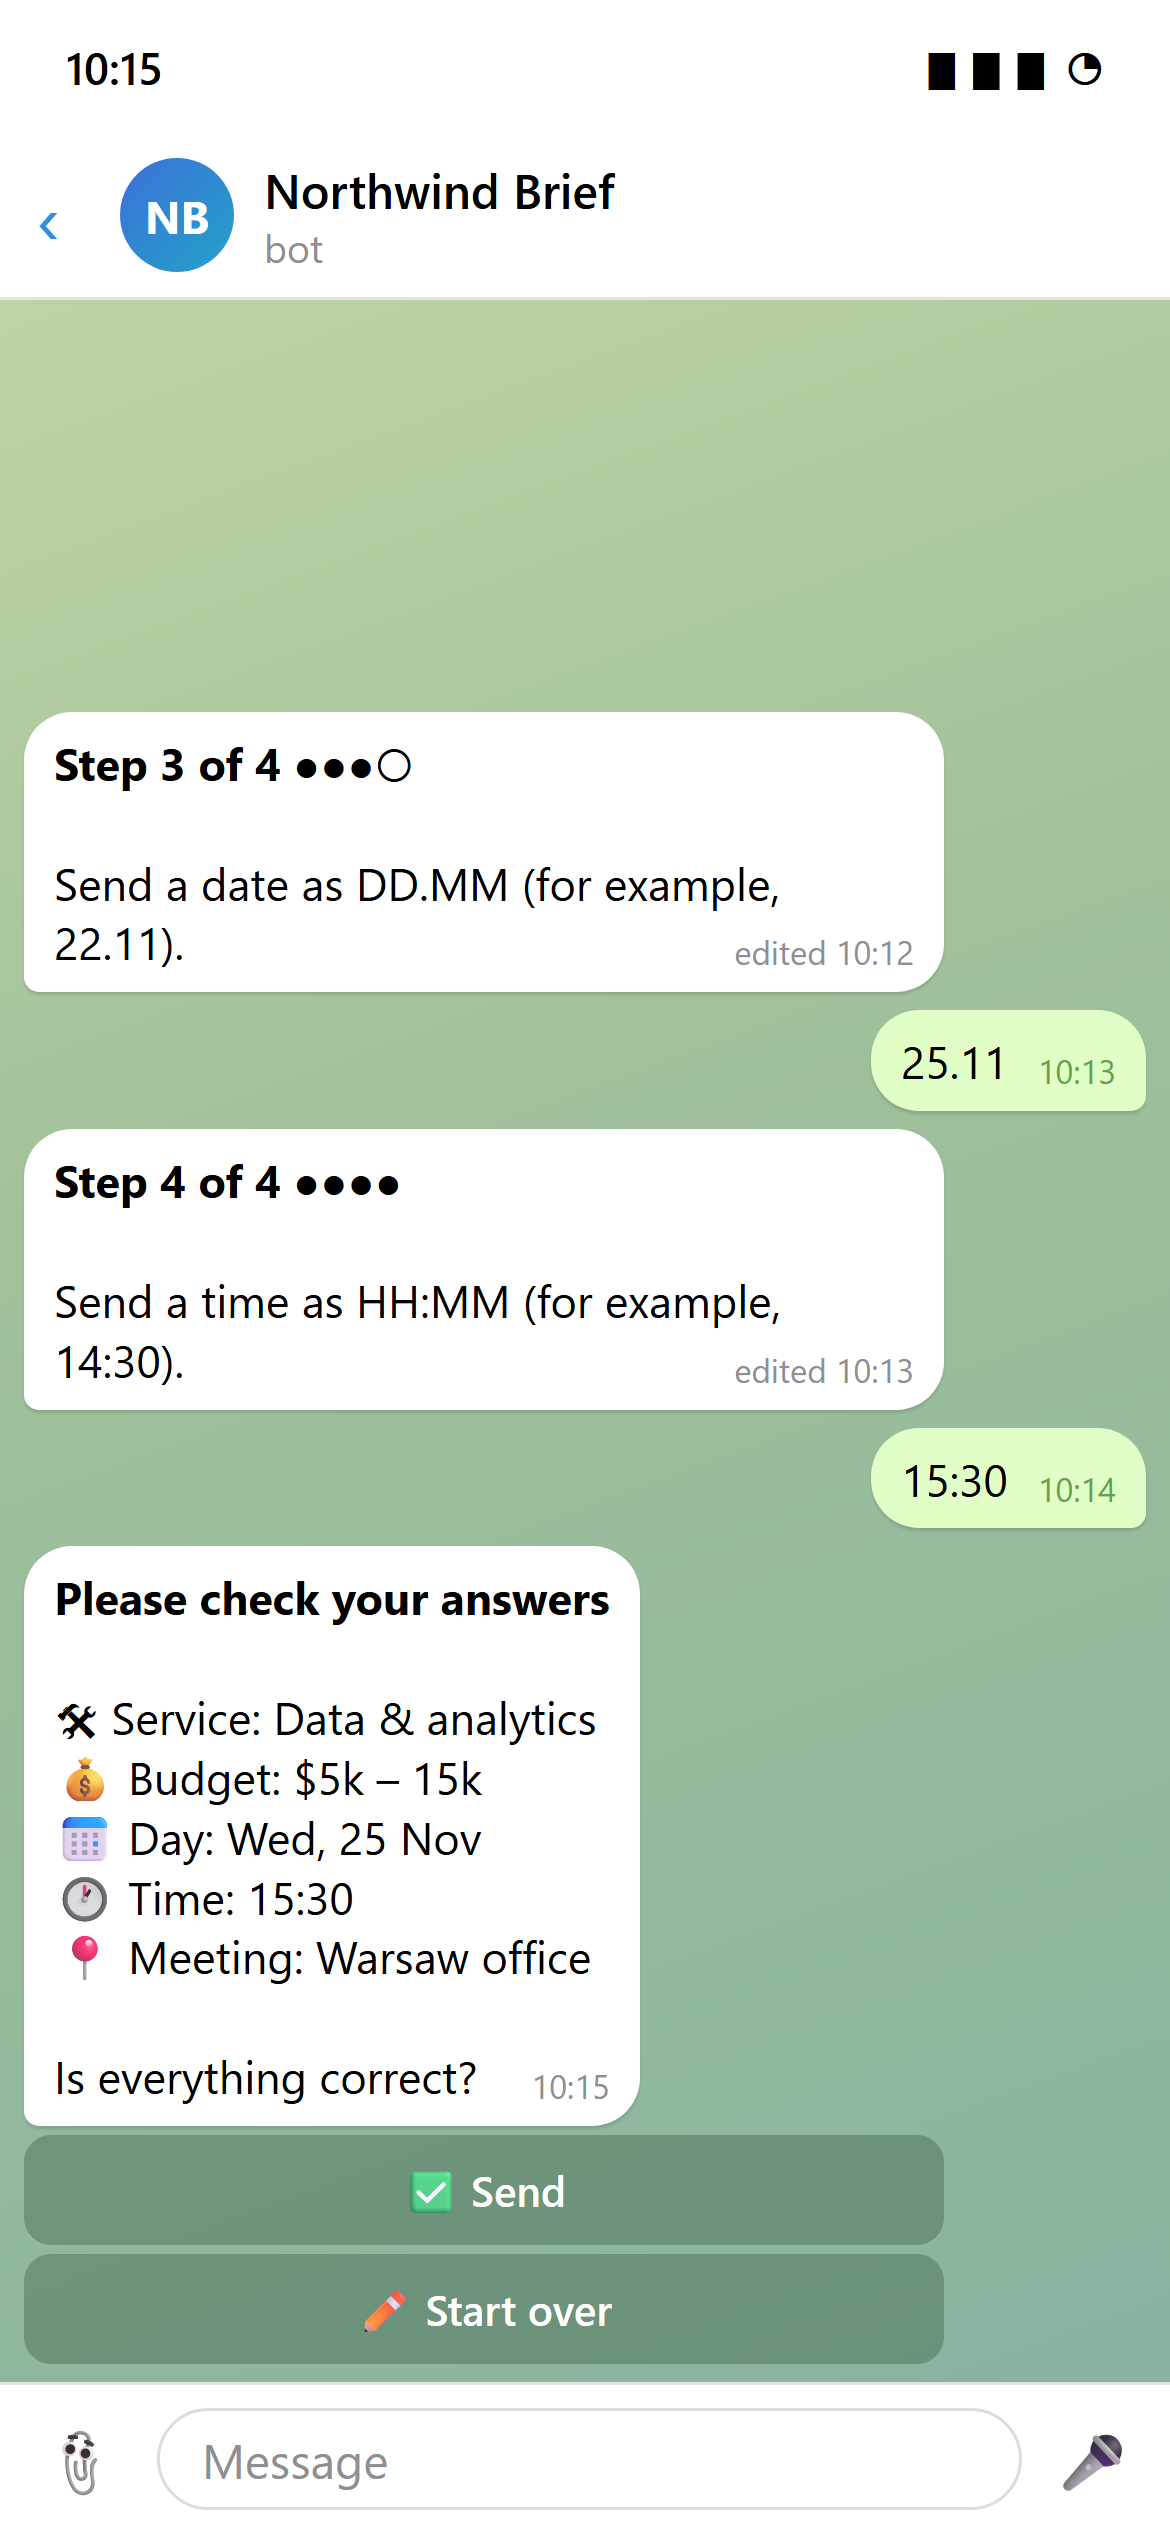 10:15
NB
Northwind Brief
bot
Step 3 of 4 ●●●○
Send a date as DD.MM (for example,
22.11).
edited 10:12
25.11 10:13
Step 4 of 4 ●●●●
Send a time as HH:MM (for example,
14:30).
edited 10:13
15:30 10:14
Please check your answers
🛠 Service: Data & analytics
💰 Budget: $5k – 15k
🗓 Day: Wed, 25 Nov
🕐 Time: 15:30
📍 Meeting: Warsaw office
Is everything correct? 10:15
✅ Send
✏️ Start over
Message